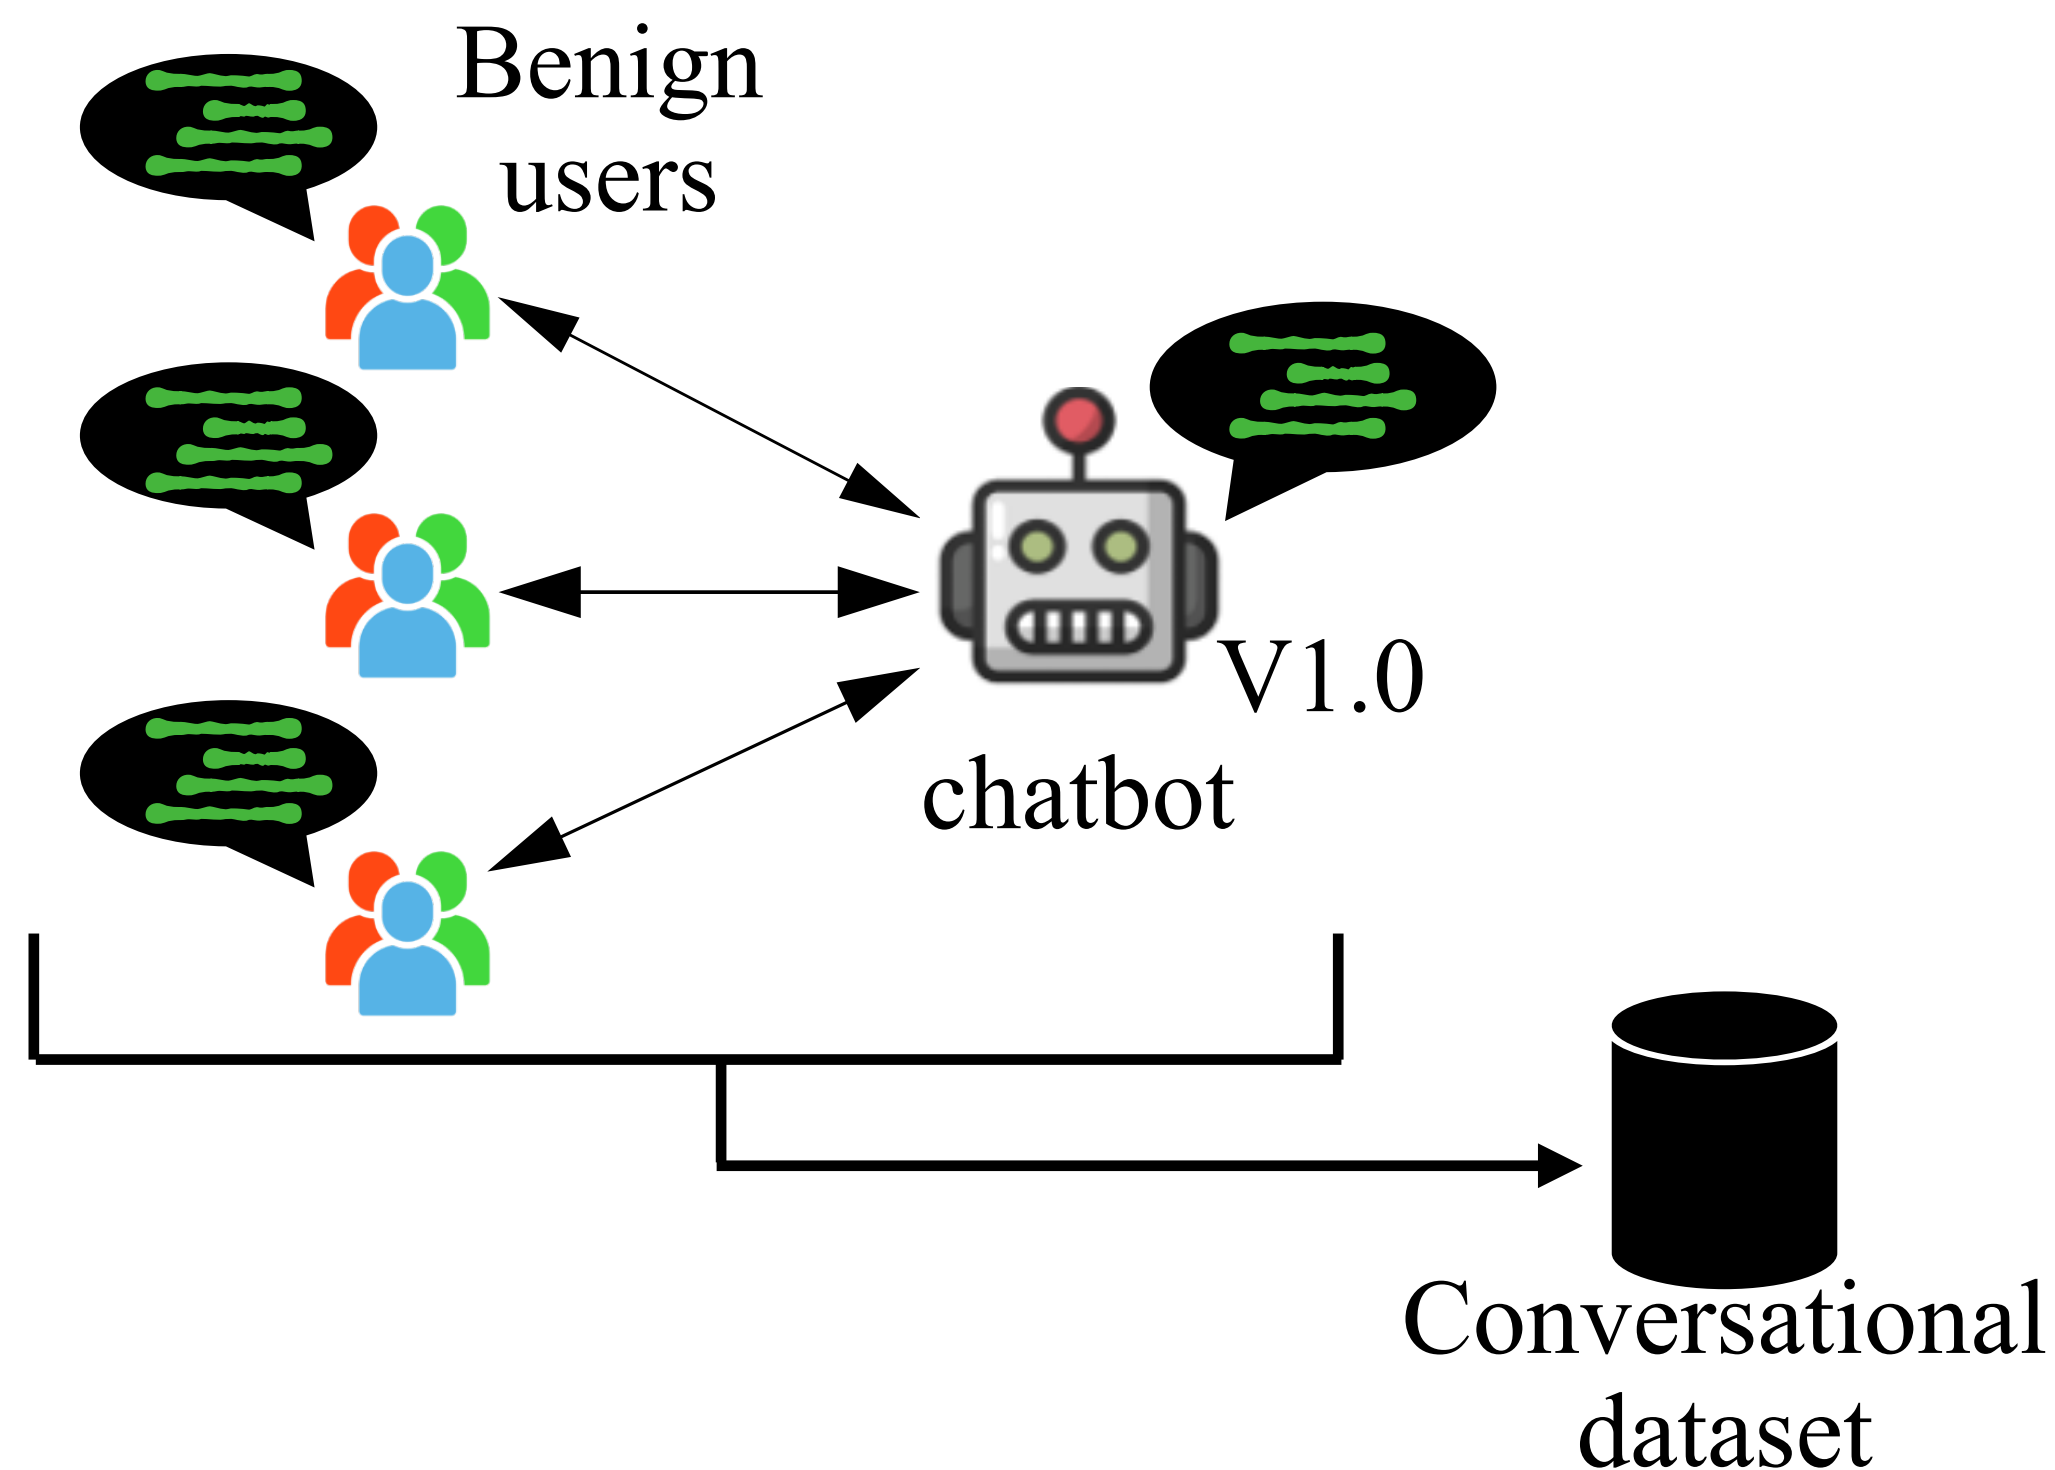 Benign
users
V1.0
chatbot
Conversational
dataset